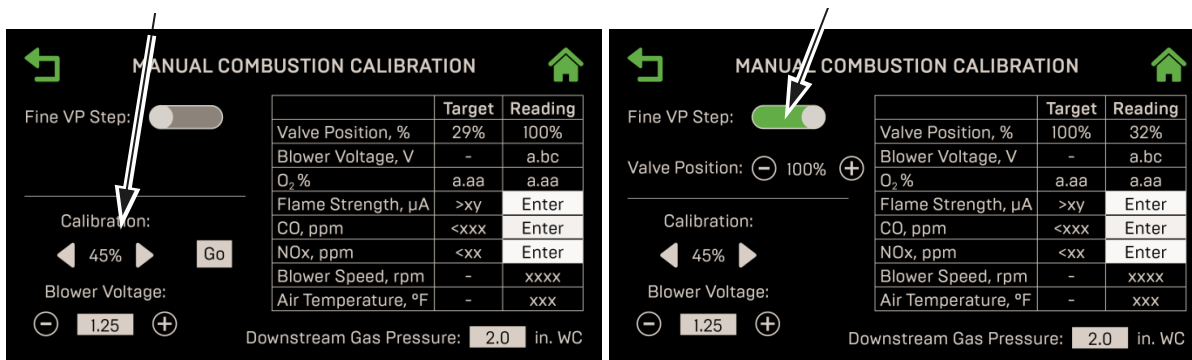 MANUAL COMBUSTION CALIBRATION
Fine VP Step:
Target Reading
Valve Position, % 29% 100%
Blower Voltage, V - a.bc
O₂ % a.aa a.aa
Flame Strength, µA >xy Enter
CO, ppm <xxx Enter
NOx, ppm <xx Enter
Blower Speed, rpm - xxxx
Air Temperature, ºF - xxx
Calibration:
45% Go
Blower Voltage:
1.25
Downstream Gas Pressure: 2.0 in. WC
MANUAL COMBUSTION CALIBRATION
Fine VP Step:
Valve Position: 100%
Target Reading
Valve Position, % 100% 32%
Blower Voltage, V - a.bc
O₂ % a.aa a.aa
Flame Strength, µA >xy Enter
CO, ppm <xxx Enter
NOx, ppm <xx Enter
Blower Speed, rpm - xxxx
Air Temperature, ºF - xxx
Calibration:
45%
Blower Voltage:
1.25
Downstream Gas Pressure: 2.0 in. WC